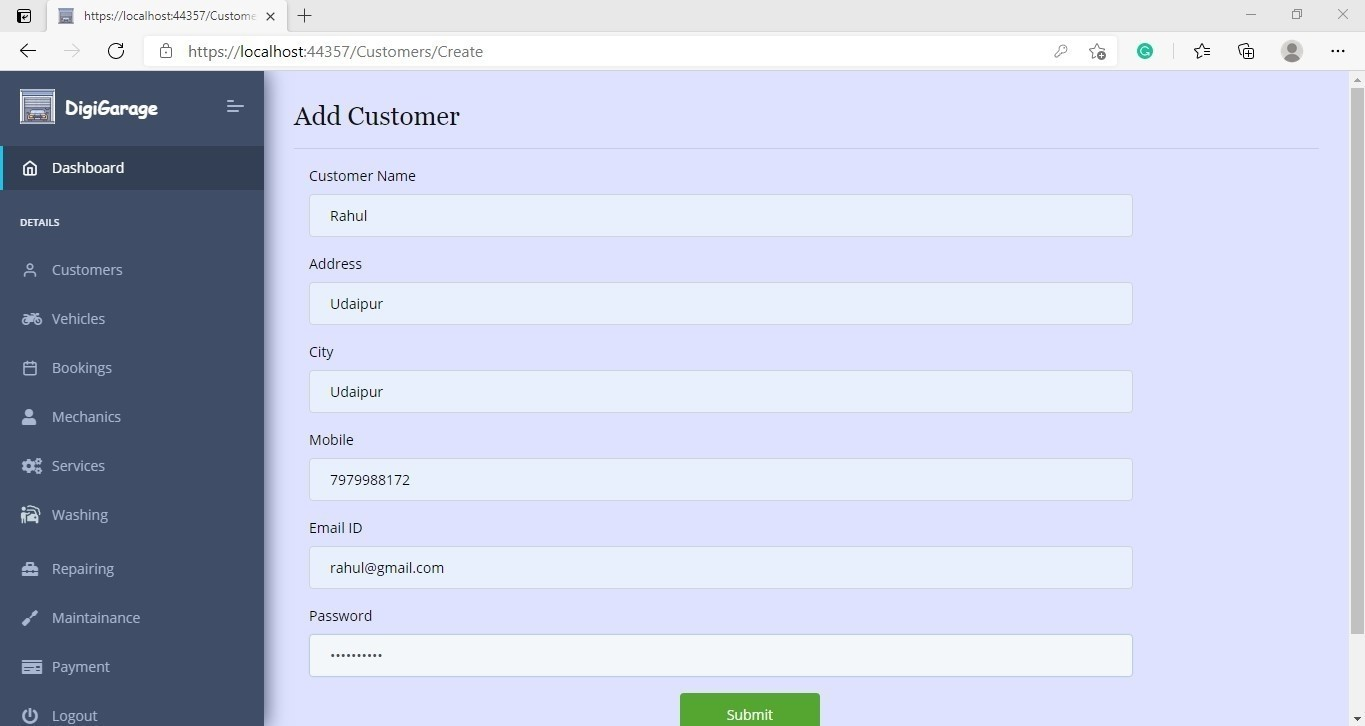 https://localhost:44357/Custome
https://localhost:44357/Customers/Create
DigiGarage
Dashboard
DETAILS
Customers
Vehicles
Bookings
Mechanics
Services
Washing
Repairing
Maintainance
Payment
Logout
Add Customer
Customer Name
Rahul
Address
Udaipur
City
Udaipur
Mobile
7979988172
Email ID
rahul@gmail.com
Password
••••••••••
Submit